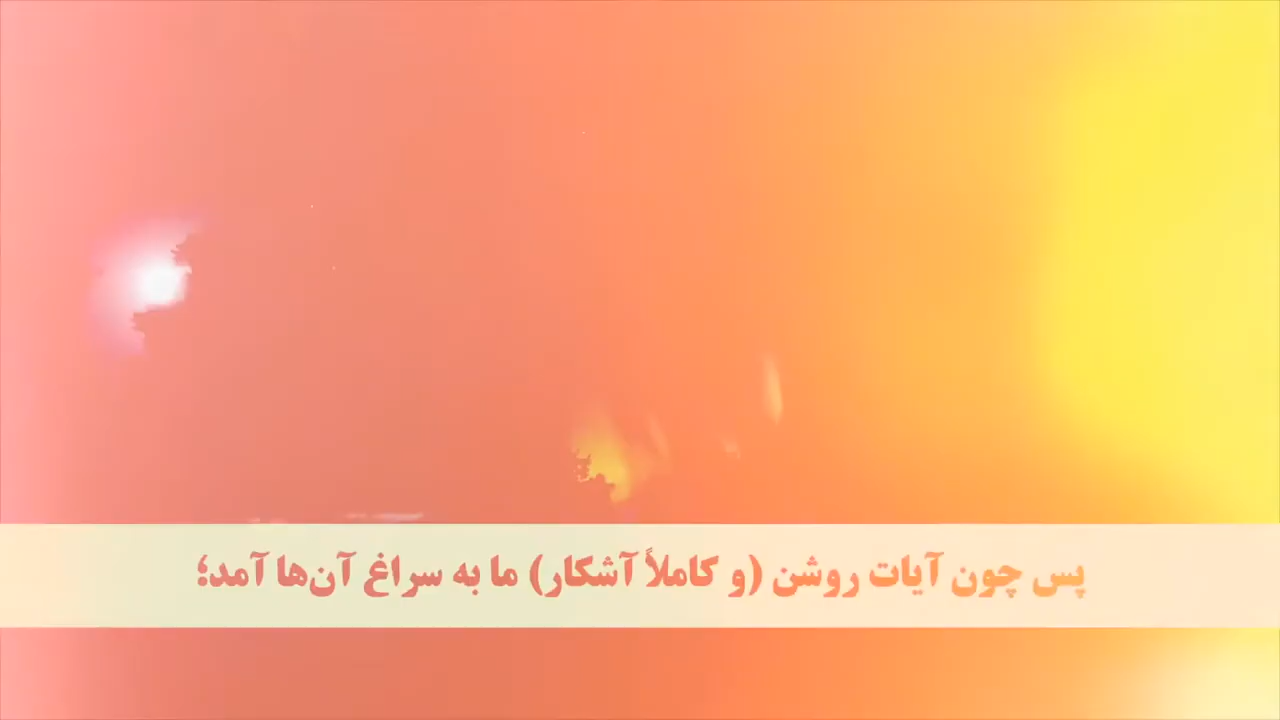 پس چون آیات روشن (و کاملاً آشکار) ما به سراغ آن‌ها آمد؛